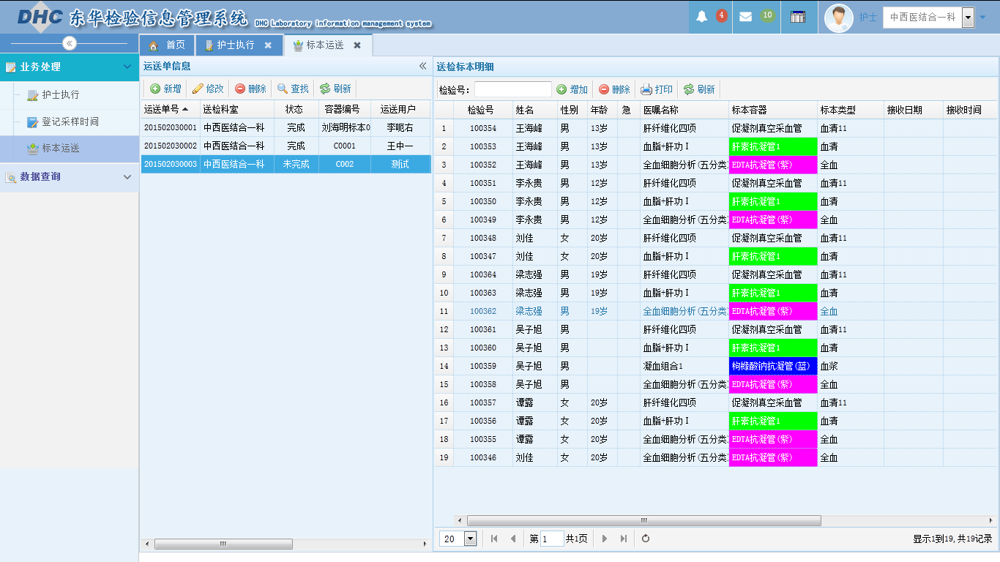 DHC 东华检验信息管理系统 DHC Laboratory information management system
4 10 护士 中西医结合一科
首页 护士执行 标本运送
业务处理
护士执行
登记采样时间
标本运送
数据查询
运送单信息
新增 修改 删除 查找 刷新
运送单号 送检科室 状态 容器编号 运送用户
201502030001 中西医结合一科 完成 刘海明标本0 李呃右
201502030002 中西医结合一科 完成 C0001 王中一
201502030003 中西医结合一科 未完成 C002 测试
送检标本明细
检验号: 增加 删除 打印 刷新
检验号 姓名 性别 年龄 急 医嘱名称 标本容器 标本类型 接收日期 接收时间
1 100354 王海峰 男 13岁 肝纤维化四项 促凝剂真空采血管 血清11
2 100353 王海峰 男 13岁 血脂+肝功Ⅰ 肝素抗凝管1 血清
3 100352 王海峰 男 13岁 全血细胞分析(五分类) EDTA抗凝管(紫) 全血
4 100351 李永贵 男 12岁 肝纤维化四项 促凝剂真空采血管 血清11
5 100350 李永贵 男 12岁 血脂+肝功Ⅰ 肝素抗凝管1 血清
6 100349 李永贵 男 12岁 全血细胞分析(五分类) EDTA抗凝管(紫) 全血
7 100348 刘佳 女 20岁 肝纤维化四项 促凝剂真空采血管 血清11
8 100347 刘佳 女 20岁 血脂+肝功Ⅰ 肝素抗凝管1 血清
9 100364 梁志强 男 19岁 肝纤维化四项 促凝剂真空采血管 血清11
10 100363 梁志强 男 19岁 血脂+肝功Ⅰ 肝素抗凝管1 血清
11 100362 梁志强 男 19岁 全血细胞分析(五分类) EDTA抗凝管(紫) 全血
12 100361 吴子旭 男 肝纤维化四项 促凝剂真空采血管 血清11
13 100360 吴子旭 男 血脂+肝功Ⅰ 肝素抗凝管1 血清
14 100359 吴子旭 男 凝血组合1 枸橼酸钠抗凝管(蓝) 血浆
15 100358 吴子旭 男 全血细胞分析(五分类) EDTA抗凝管(紫) 全血
16 100357 谭露 女 20岁 肝纤维化四项 促凝剂真空采血管 血清11
17 100356 谭露 女 20岁 血脂+肝功Ⅰ 肝素抗凝管1 血清
18 100355 谭露 女 20岁 全血细胞分析(五分类) EDTA抗凝管(紫) 全血
19 100346 刘佳 女 20岁 全血细胞分析(五分类) EDTA抗凝管(紫) 全血
20 第 1 共1页 显示1到19,共19记录